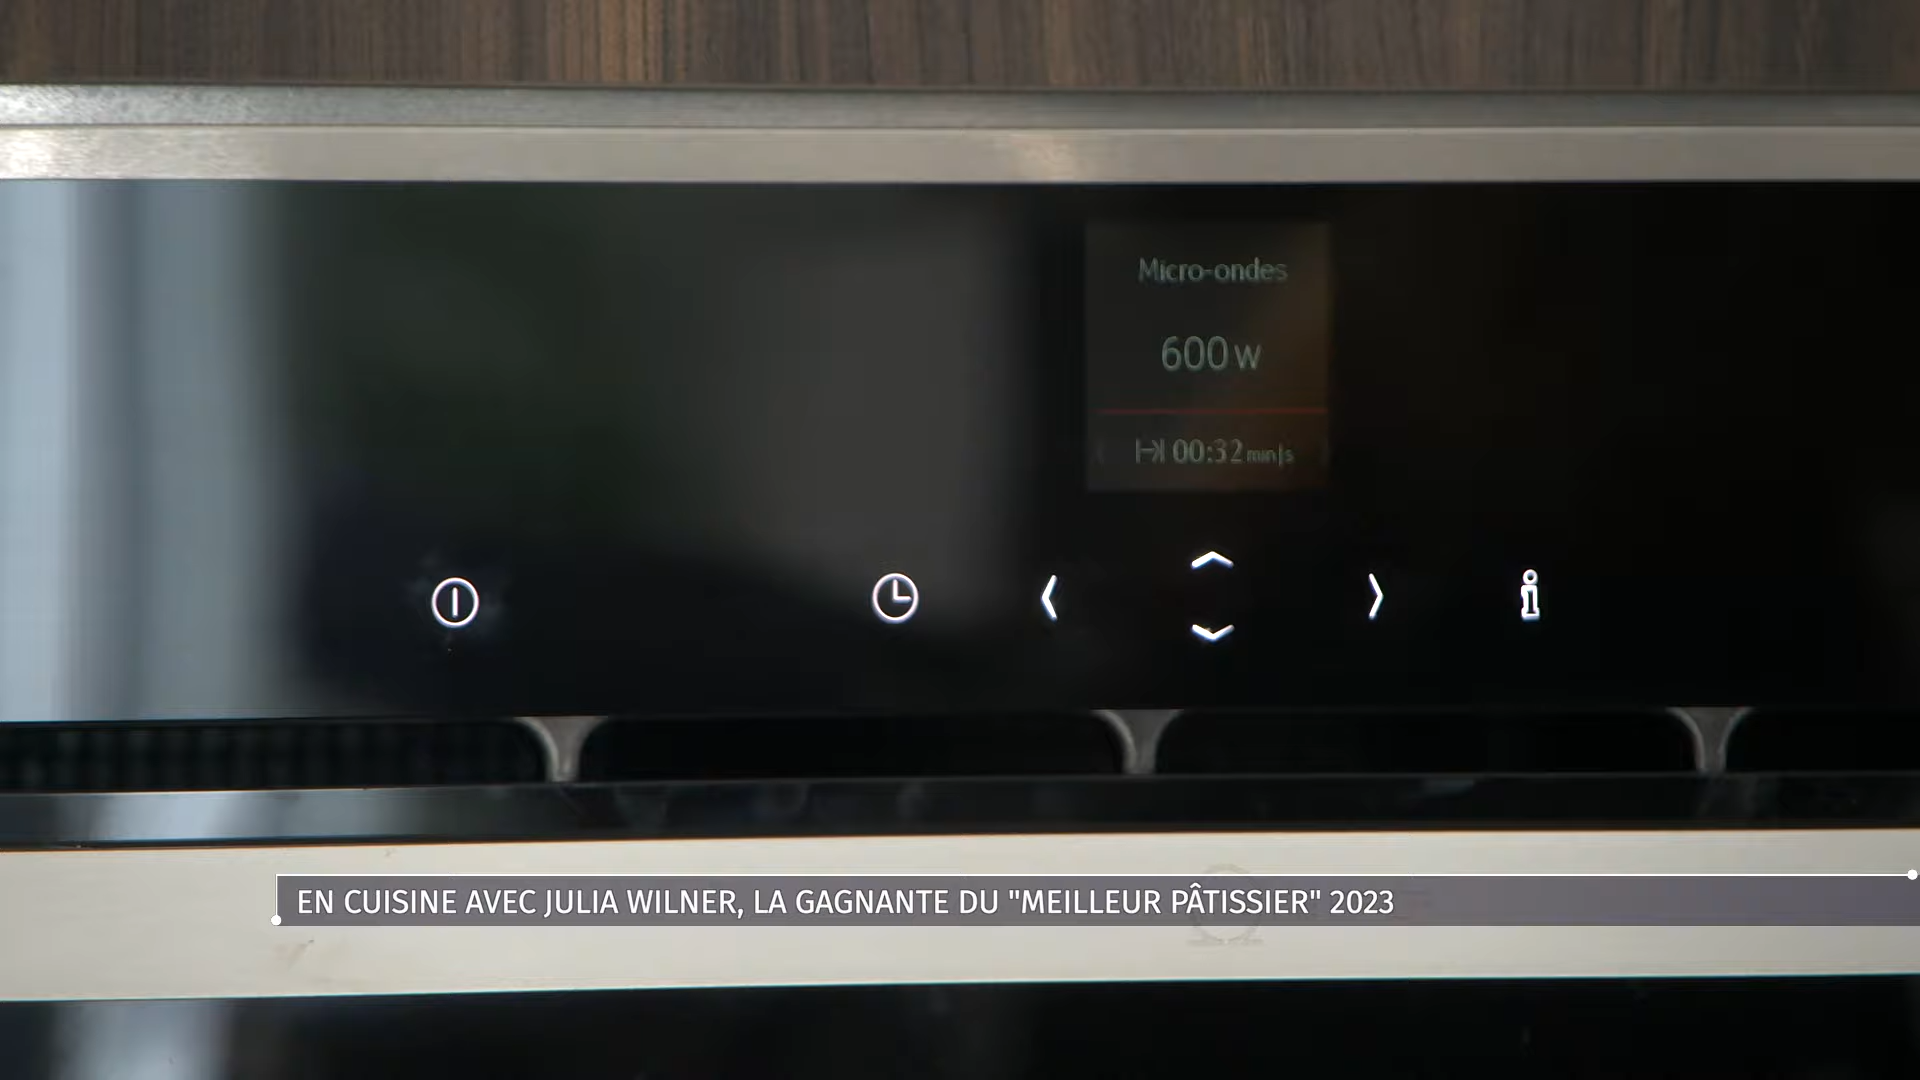 Micro-ondes
600 w
00:32 min|s
EN CUISINE AVEC JULIA WILNER, LA GAGNANTE DU "MEILLEUR PÂTISSIER" 2023